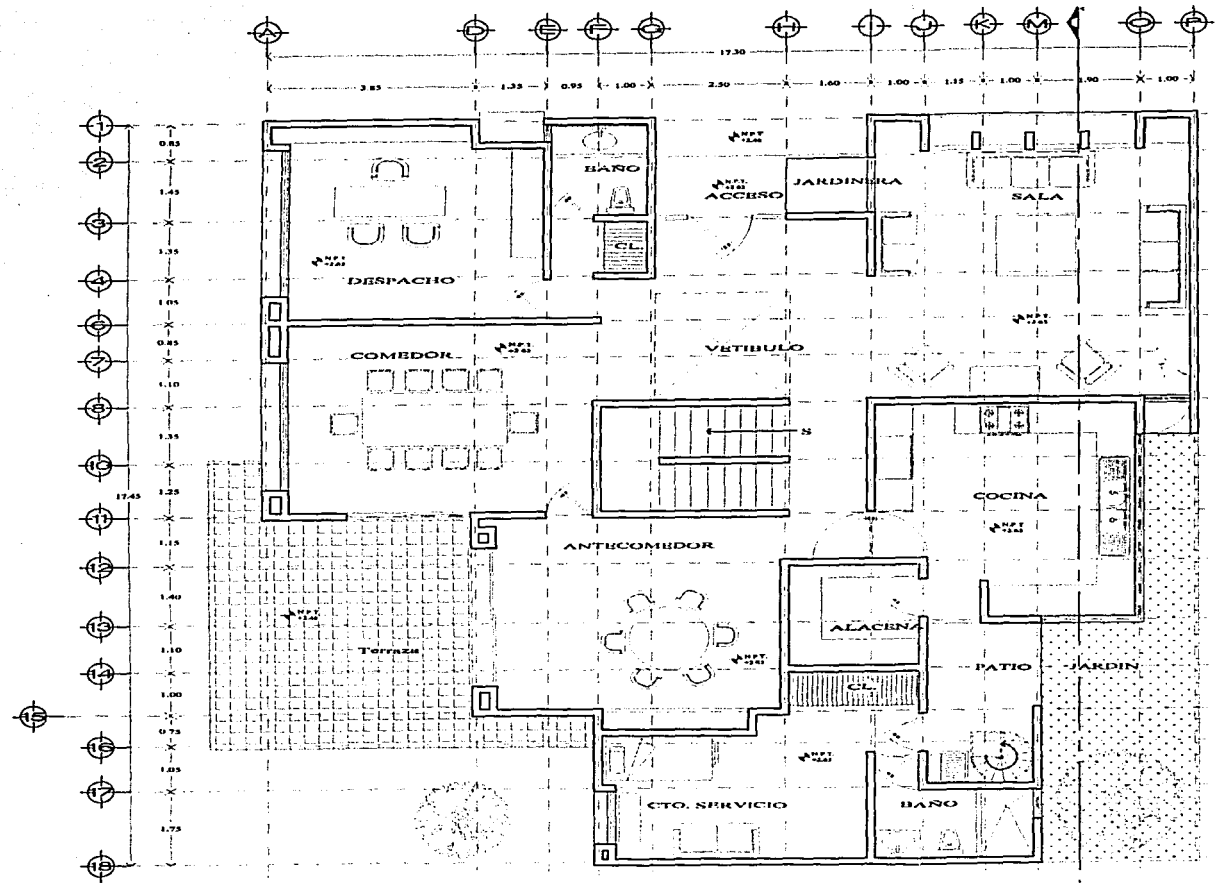 A D E F G H I J K M O P
17.30
3.85 1.35 0.95 1.00 2.50 1.60 1.00 1.15 1.00 1.90 1.00
1
0.85
2
1.45
3
1.35
4
1.05
6
0.85
7
1.10
8
1.35
10
1.25
17.45
11
1.15
12
1.40
13
1.10
14
1.00
15
0.75
16
1.05
17
1.75
18
BAÑO
N.P.T.
N.P.T.
ACCESO
JARDINERA
SALA
CL.
N.P.T.
DESPACHO
COMEDOR
N.P.T.
VETIBULO
N.P.T.
S
COCINA
N.P.T.
ANTECOMEDOR
N.P.T.
Terraza
ALACENA
N.P.T.
PATIO
JARDIN
CL.
N.P.T.
CTO. SERVICIO
BAÑO